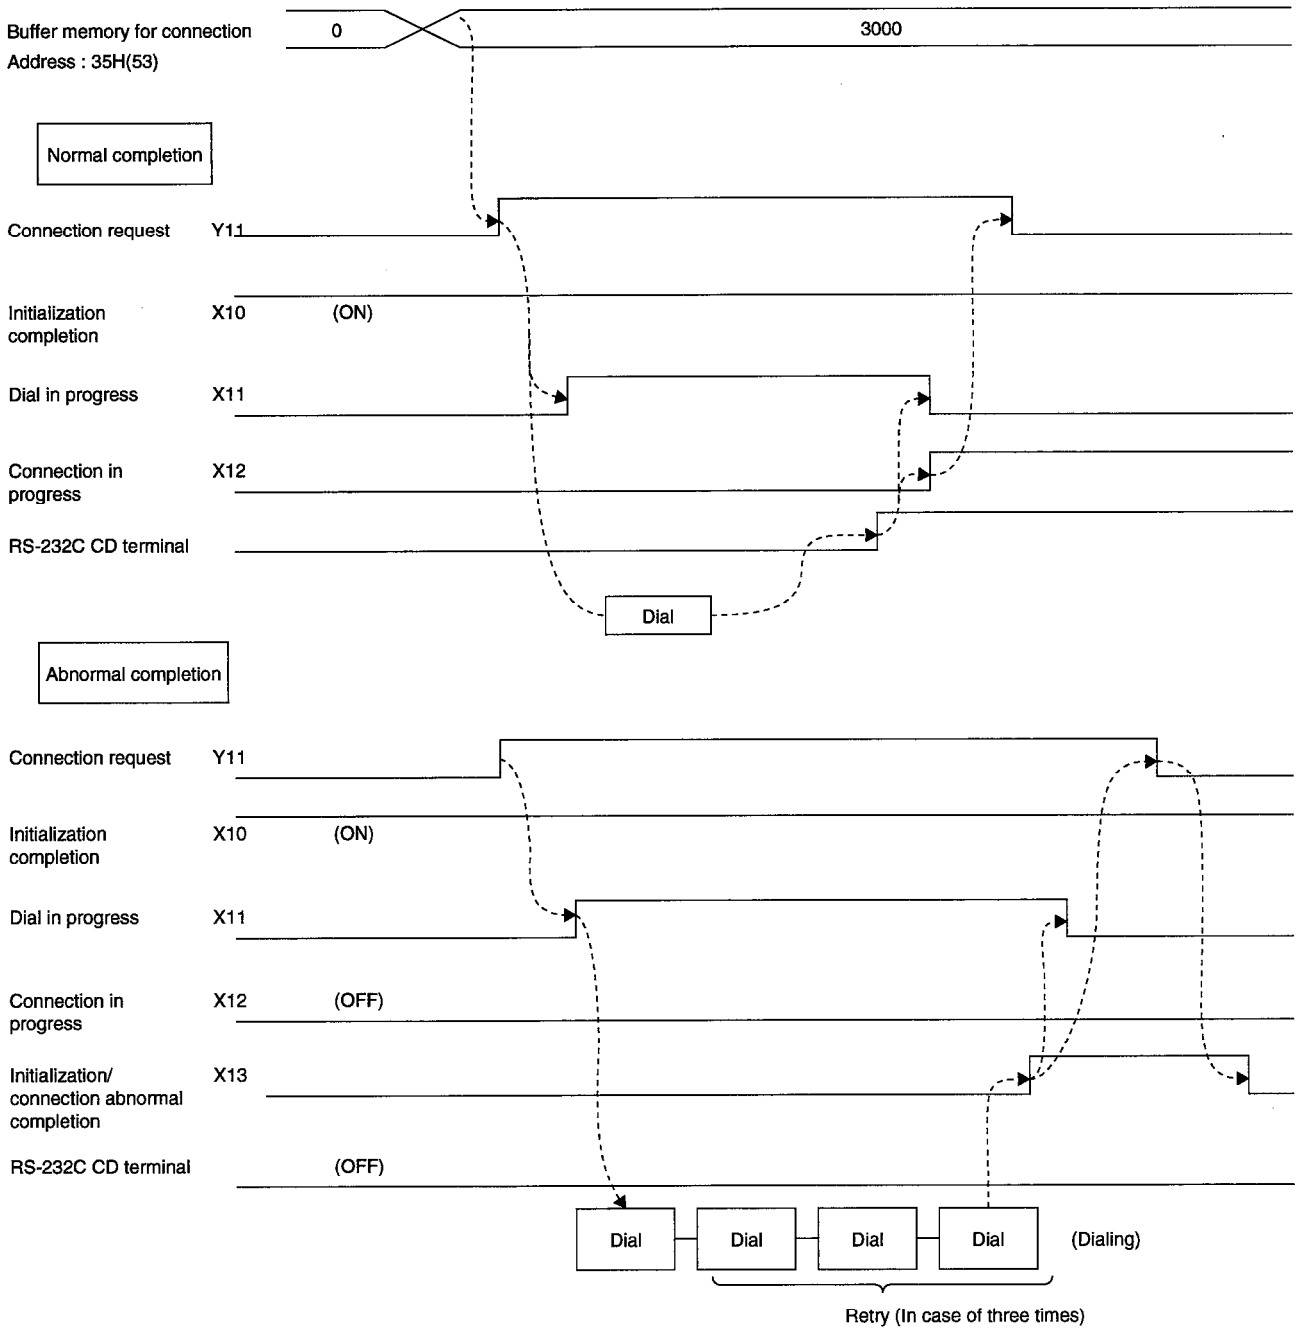 Buffer memory for connection 0 3000
Address : 35H(53)
Normal completion
Connection request Y11
Initialization X10 (ON)
completion
Dial in progress X11
Connection in X12
progress
RS-232C CD terminal
Dial
Abnormal completion
Connection request Y11
Initialization X10 (ON)
completion
Dial in progress X11
Connection in X12 (OFF)
progress
Initialization/ X13
connection abnormal
completion
RS-232C CD terminal (OFF)
Dial Dial Dial Dial (Dialing)
Retry (In case of three times)